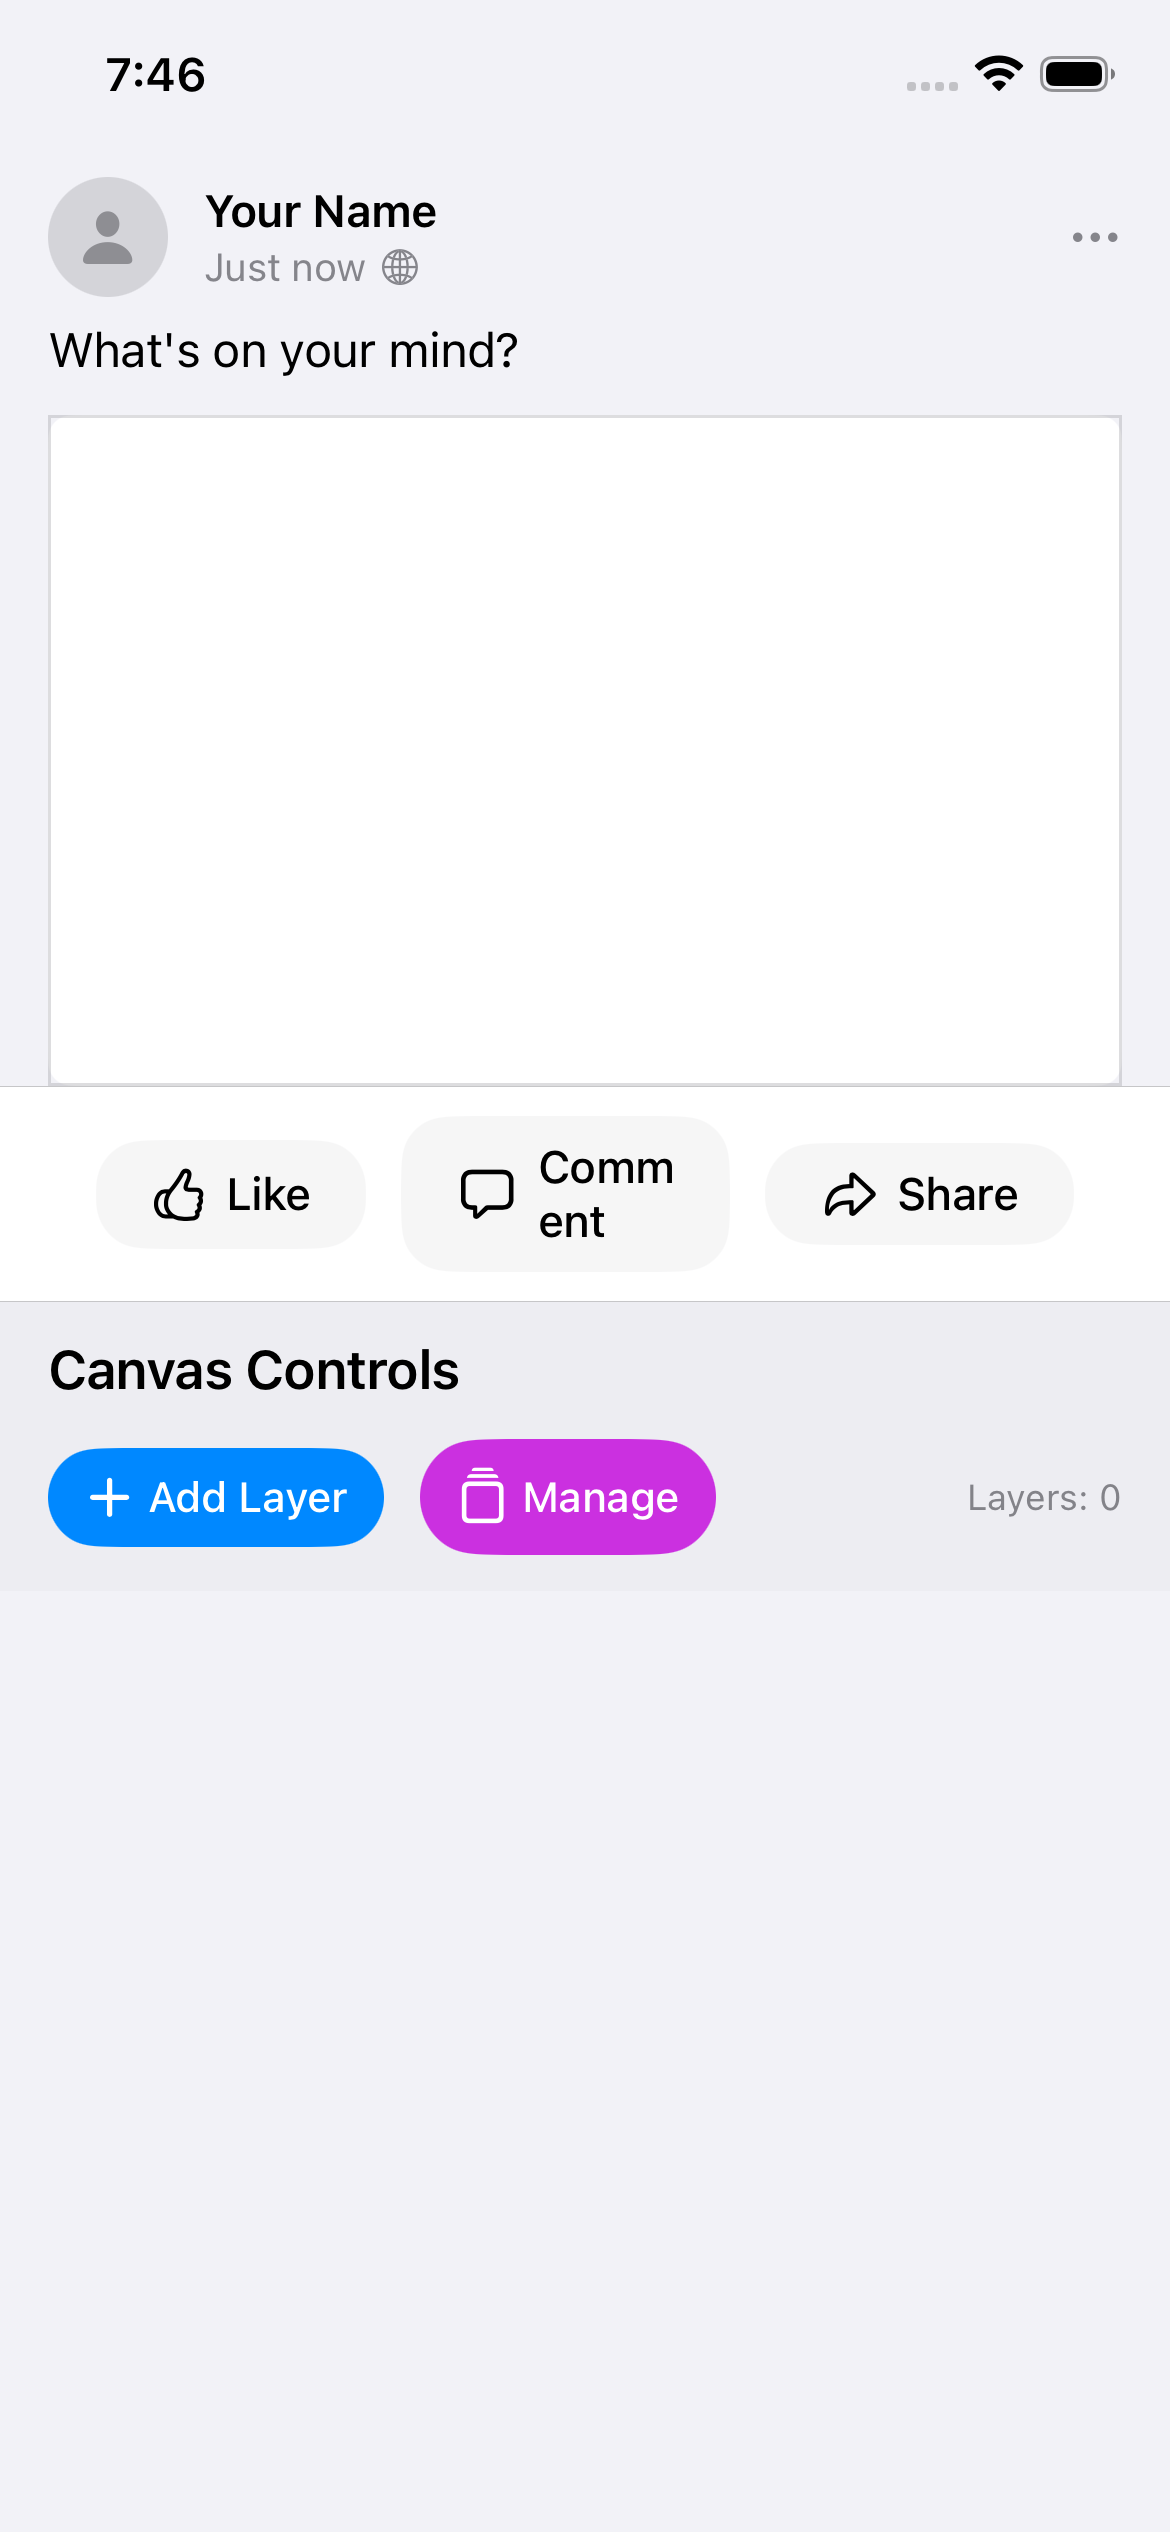 7:46
Your Name
Just now
What's on your mind?
Like
Comm
ent
Share
Canvas Controls
Add Layer
Manage
Layers: 0